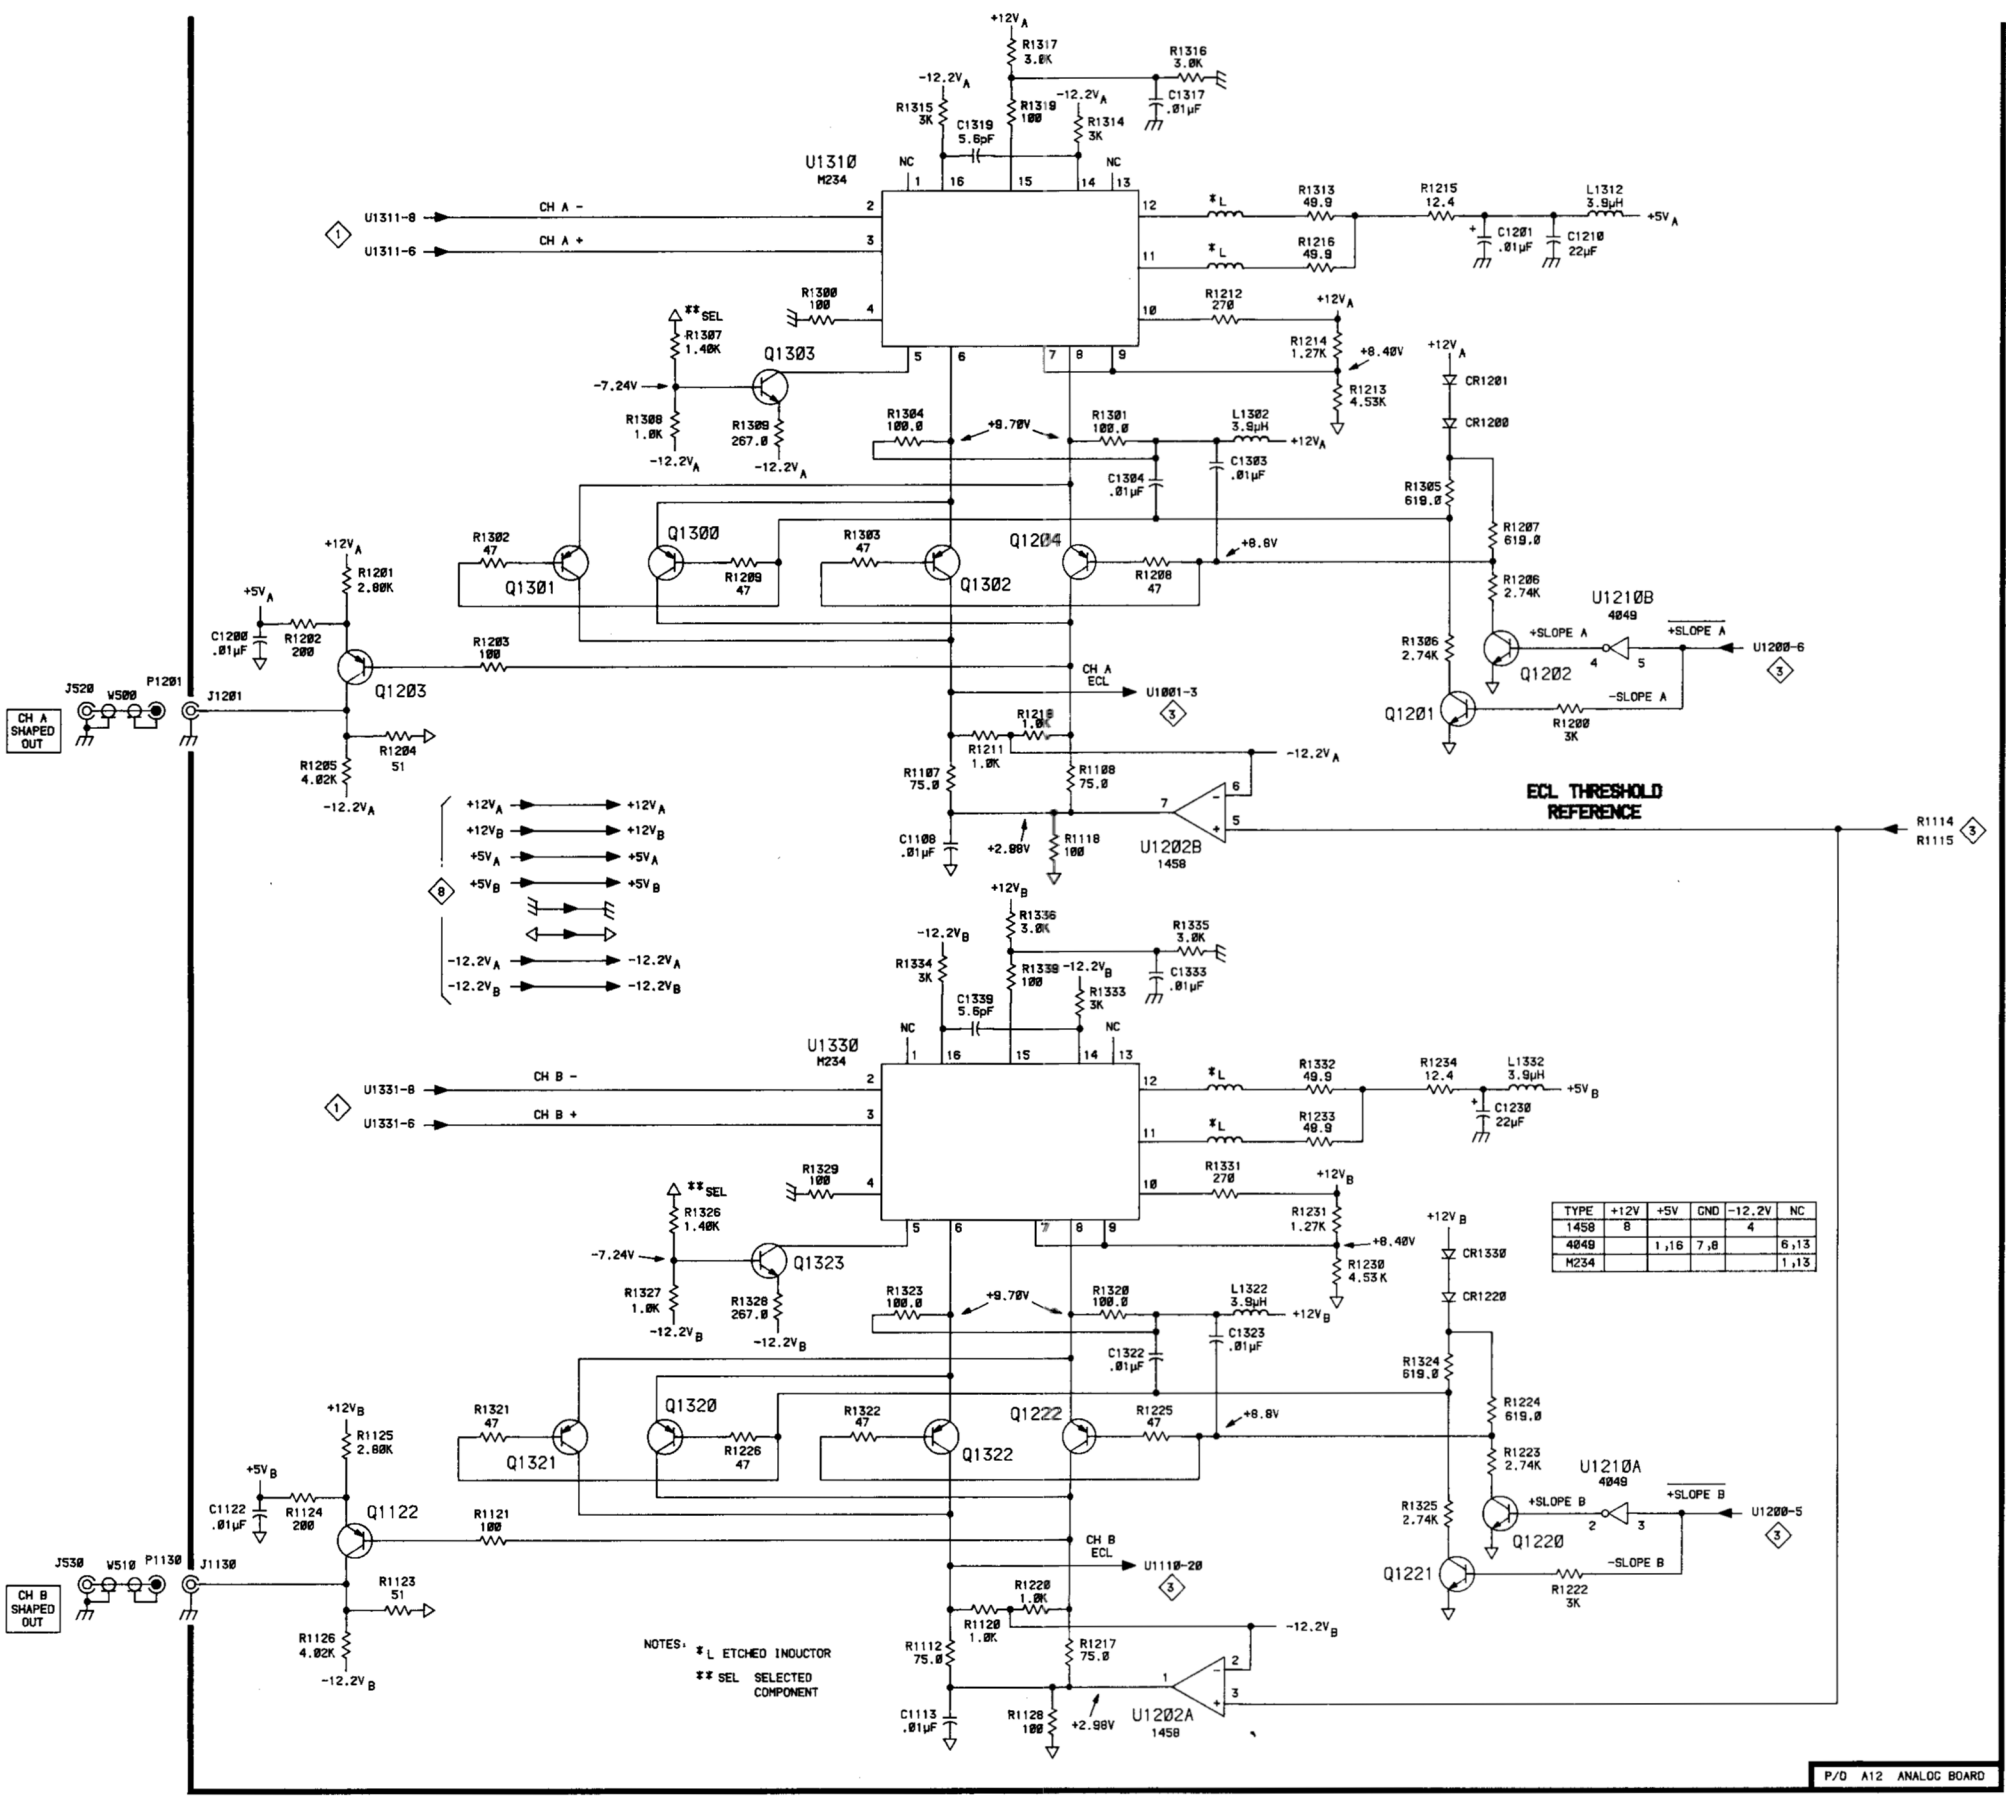 +12VA
R1317
3.0K
R1316
3.0K
-12.2VA
R1315
3K
C1319
5.6pF
R1319
100
-12.2VA
R1314
3K
C1317
.01µF
U1310
M234
NC
1
16
15
14
NC
13
U1311-8
CH A -
2
1
U1311-6
CH A +
3
12
*L
R1313
49.9
R1215
12.4
L1312
3.9µH
+5VA
+
C1201
.01µF
C1210
22µF
11
*L
R1216
49.9
R1300
100
4
10
R1212
270
+12VA
**SEL
R1307
1.40K
Q1303
5
6
7
8
9
R1214
1.27K
+8.40V
R1213
4.53K
-7.24V
R1308
1.0K
-12.2VA
R1309
267.0
-12.2VA
R1304
100.0
+9.70V
R1301
100.0
L1302
3.9µH
+12VA
C1304
.01µF
C1303
.01µF
+12VA
CR1201
CR1200
R1305
619.0
R1207
619.0
R1302
47
Q1301
Q1300
R1209
47
R1303
47
Q1302
Q1204
R1208
47
+8.8V
R1206
2.74K
U1210B
4049
+SLOPE A
4
5
+SLOPE A
U1200-6
3
R1306
2.74K
Q1202
Q1201
-SLOPE A
R1200
3K
+12VA
R1201
2.80K
+5VA
C1200
.01µF
R1202
200
Q1203
R1203
100
CH A
ECL
U1001-3
3
J520
W500
P1201
J1201
CH A
SHAPED
OUT
R1204
51
R1205
4.02K
-12.2VA
R1210
1.0K
R1211
1.0K
R1107
75.0
R1108
75.0
-12.2VA
6
-
7
5
+
U1202B
1458
C1108
.01µF
+2.98V
R1118
100
ECL THRESHOLD
REFERENCE
R1114
R1115
3
8
+12VA +12VA
+12VB +12VB
+5VA +5VA
+5VB +5VB
-12.2VA -12.2VA
-12.2VB -12.2VB
+12VB
R1336
3.0K
R1335
3.0K
-12.2VB
R1334
3K
C1339
5.6pF
R1339
100
-12.2VB
R1333
3K
C1333
.01µF
U1330
M234
NC
1
16
15
14
NC
13
U1331-8
CH B -
2
1
U1331-6
CH B +
3
12
*L
R1332
49.9
R1234
12.4
L1332
3.9µH
+5VB
+
C1230
22µF
11
*L
R1233
49.9
R1329
100
4
10
R1331
270
+12VB
**SEL
R1326
1.40K
Q1323
5
6
7
8
9
R1231
1.27K
+8.40V
R1230
4.53K
-7.24V
R1327
1.0K
-12.2VB
R1328
267.0
-12.2VB
TYPE +12V +5V GND -12.2V NC
1458 8 4
4049 1,16 7,8 6,13
M234 1,13
R1323
100.0
+9.70V
R1320
100.0
L1322
3.9µH
+12VB
C1322
.01µF
C1323
.01µF
+12VB
CR1330
CR1220
R1324
619.0
R1224
619.0
R1321
47
Q1321
Q1320
R1226
47
R1322
47
Q1322
Q1222
R1225
47
+8.8V
R1223
2.74K
U1210A
4049
+SLOPE B
2
3
+SLOPE B
U1200-5
3
R1325
2.74K
Q1220
Q1221
-SLOPE B
R1222
3K
+12VB
R1125
2.80K
+5VB
C1122
.01µF
R1124
200
Q1122
R1121
100
CH B
ECL
U1110-20
3
J530
W510
P1130
J1130
CH B
SHAPED
OUT
R1123
51
R1126
4.02K
-12.2VB
R1220
1.0K
R1120
1.0K
R1112
75.0
R1217
75.0
-12.2VB
2
-
1
3
+
U1202A
1458
C1113
.01µF
R1128
100
+2.98V
NOTES:
*L ETCHED INDUCTOR
**SEL SELECTED
COMPONENT
P/O A12 ANALOG BOARD